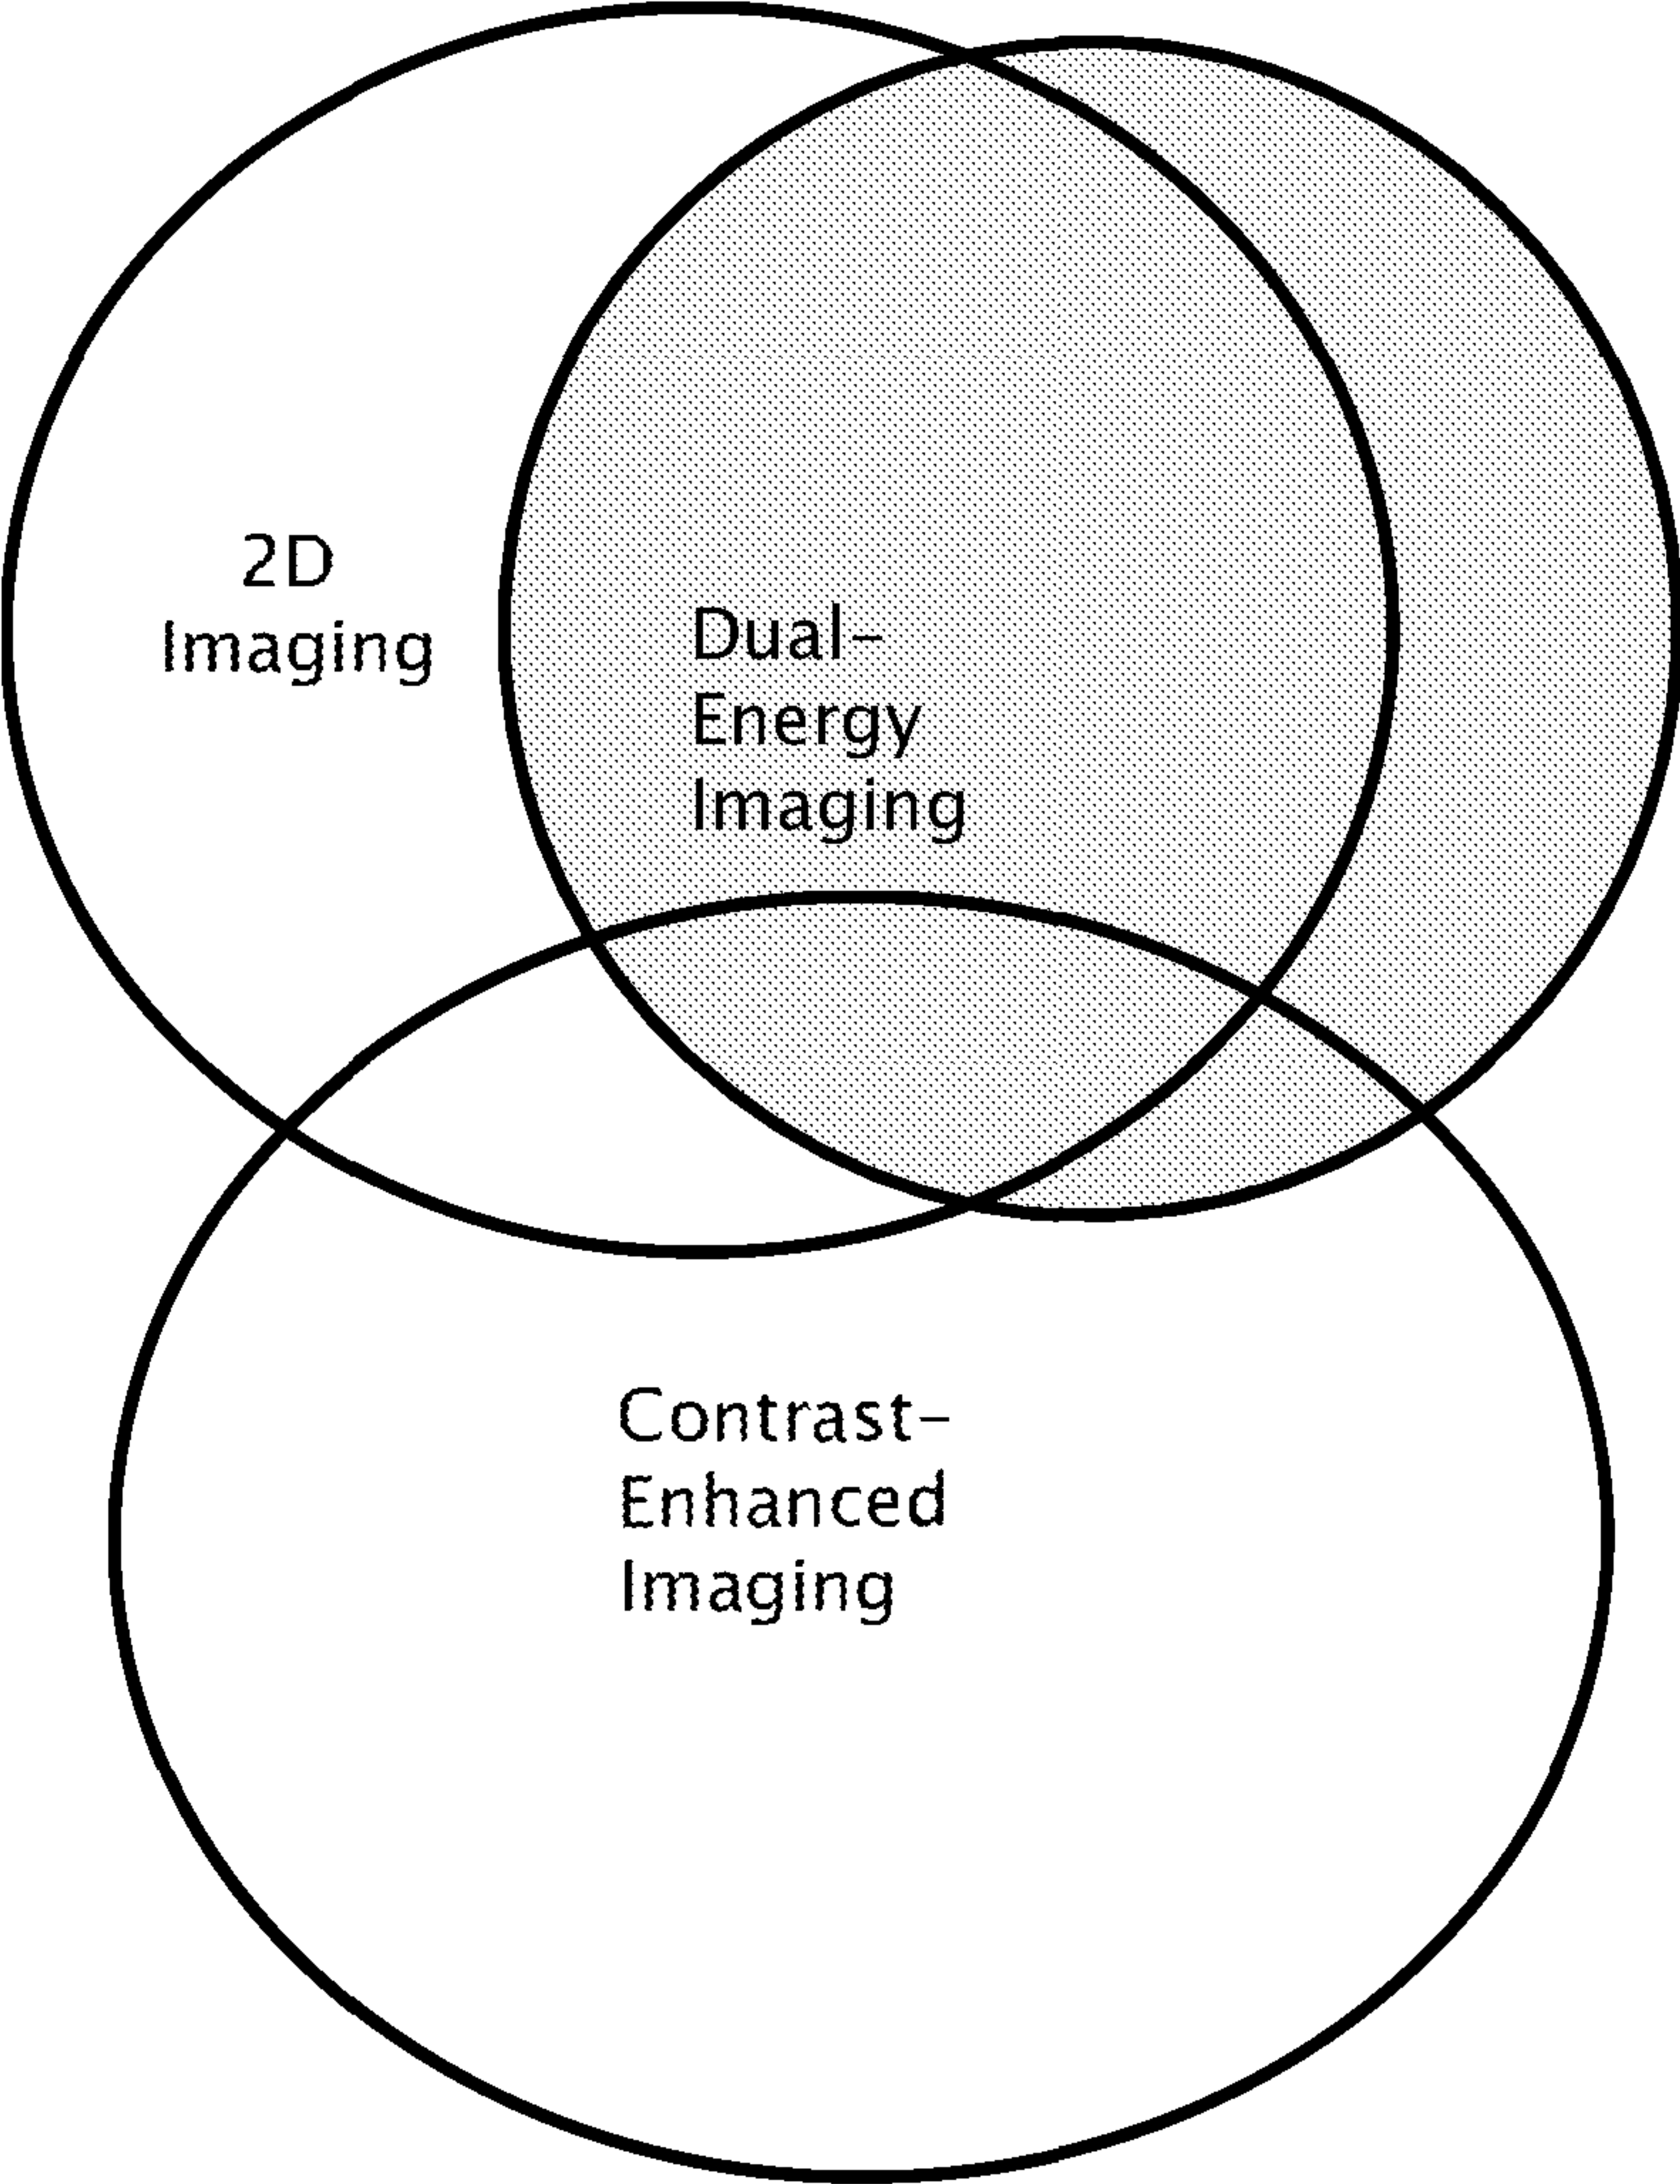 2D
Imaging
Dual-
Energy
Imaging
Contrast-
Enhanced
Imaging